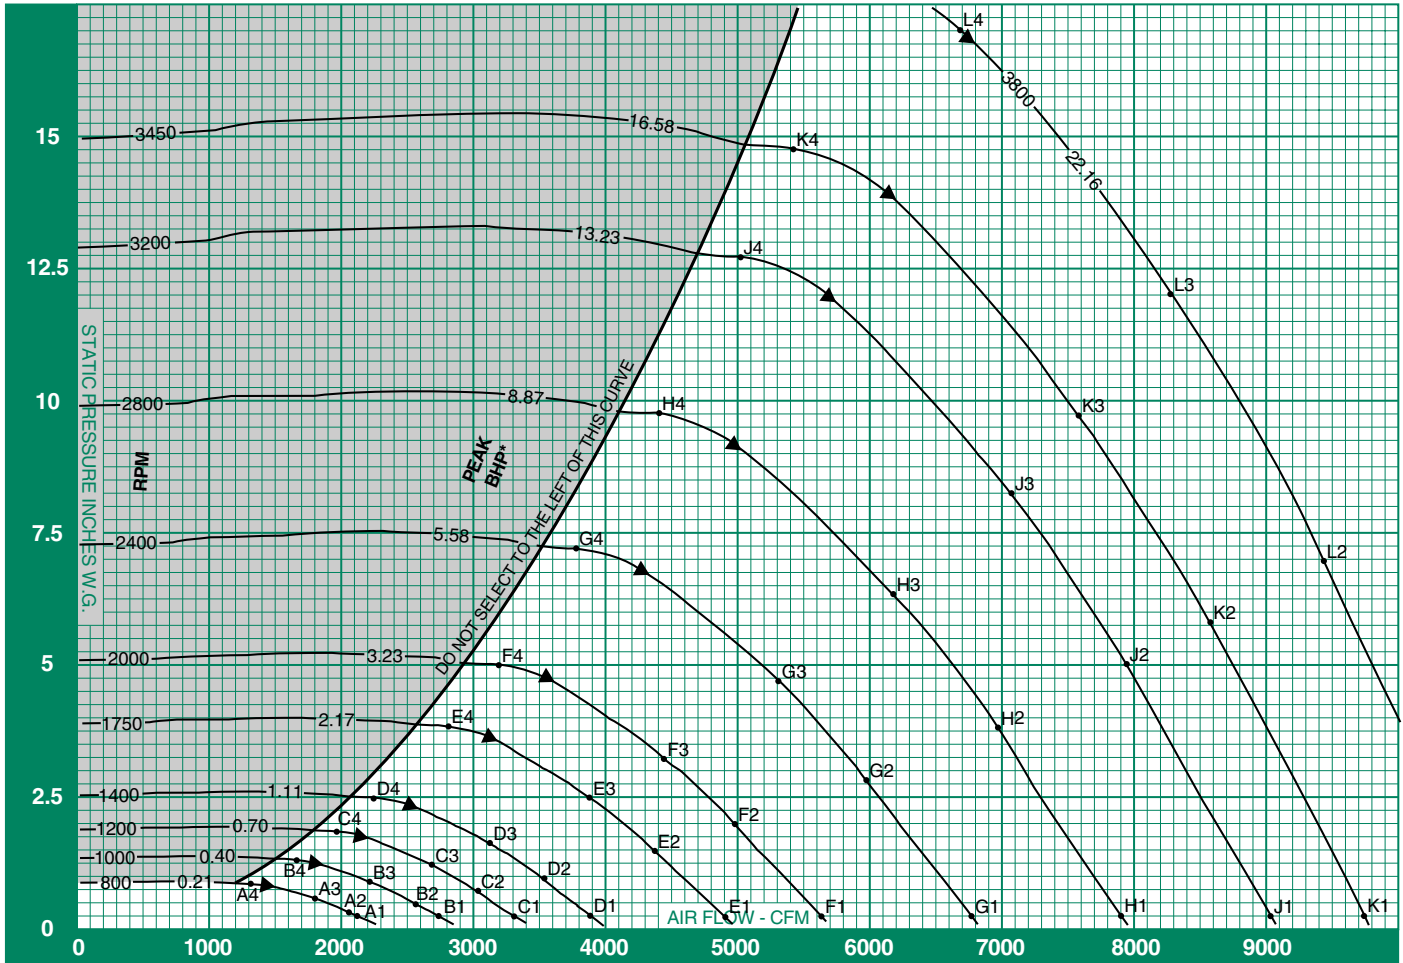 L4
3800
22.16
3450
16.58
K4
15
3200
13.23
J4
12.5
L3
STATIC PRESSURE INCHES W.G.
2800
8.87
H4
10
K3
RPM
PEAK
BHP*
DO NOT SELECT TO THE LEFT OF THIS CURVE
J3
2400
5.58
G4
7.5
L2
H3
K2
2000
3.23
F4
5
G3
J2
1750
2.17
E4
H2
F3
G2
1400
1.11
D4
2.5
E3
C4
F2
1200
0.70
D3
E2
1000
0.40
B4
C3
B3
D2
800
0.21
A4
A3
C2
B2
A2
A1
B1
C1
D1
E1
F1
G1
H1
J1
K1
AIR FLOW - CFM
0
0
1000
2000
3000
4000
5000
6000
7000
8000
9000